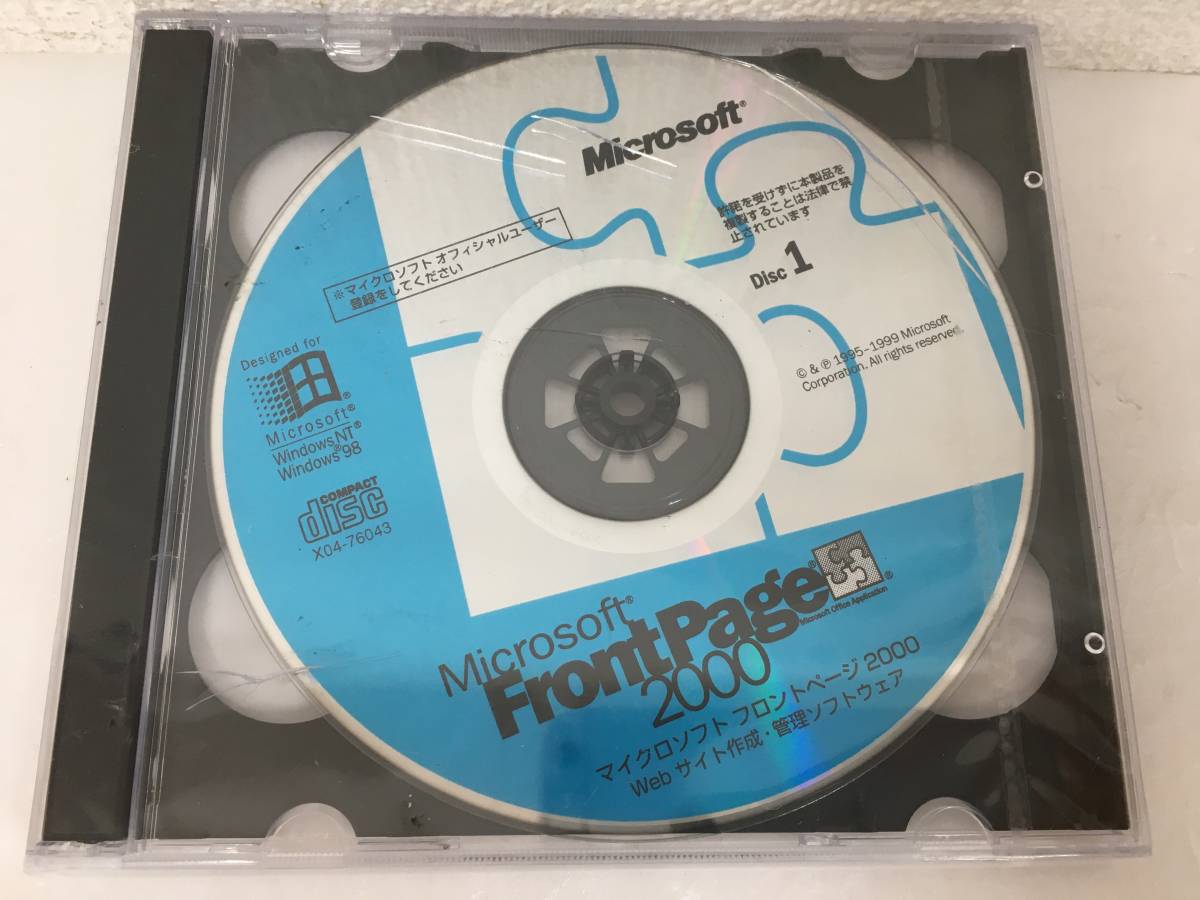 Microsoft®
許諾を受けずに本製品を
複製することは法律で禁
止されています
Disc 1
※マイクロソフト オフィシャルユーザー
登録をしてください
© & ℗ 1995–1999 Microsoft
Corporation. All rights reserved.
Designed for
Microsoft®
Windows NT®
Windows®98
COMPACT
disc
X04-76043
Microsoft®
FrontPage®
2000
Microsoft Office Application®
マイクロソフト フロントページ 2000
Web サイト作成・管理ソフトウェア